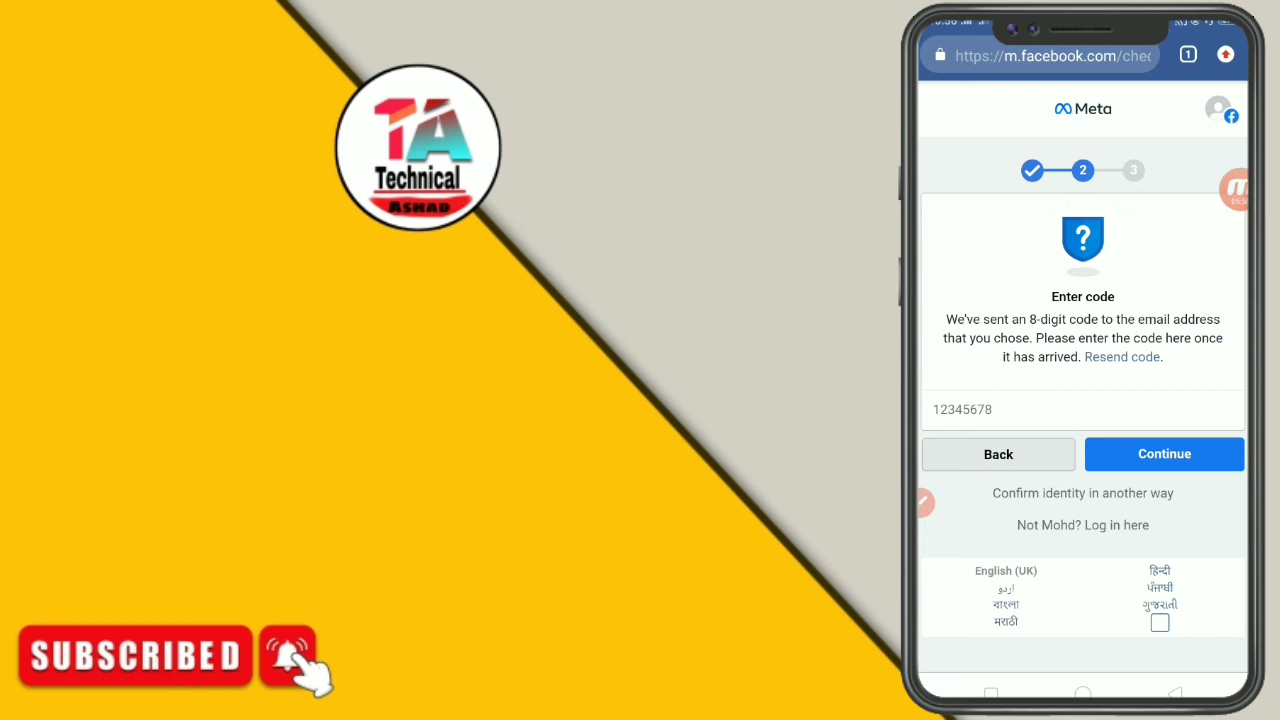 TA
Technical
ASHAD
SUBSCRIBED
https://m.facebook.com/chec
1
Meta
2
3
Enter code
We've sent an 8-digit code to the email address
that you chose. Please enter the code here once
it has arrived. Resend code.
12345678
Back
Continue
Confirm identity in another way
Not Mohd? Log in here
English (UK)
हिन्दी
اردو
ਪੰਜਾਬੀ
বাংলা
ગુજરાતી
मराठी